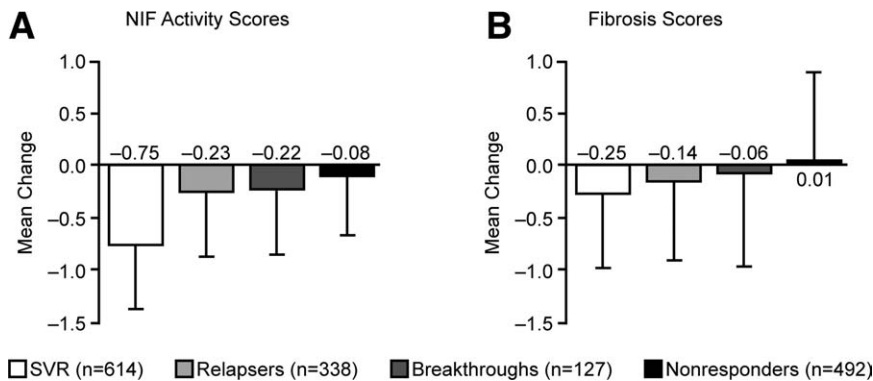 A
NIF Activity Scores
Mean Change
1.0
0.5
0.0
−0.5
−1.0
−1.5
−0.75
−0.23
−0.22
−0.08
B
Fibrosis Scores
Mean Change
1.0
0.5
0.0
−0.5
−1.0
−1.5
−0.25
−0.14
−0.06
0.01
SVR (n=614) Relapsers (n=338) Breakthroughs (n=127) Nonresponders (n=492)